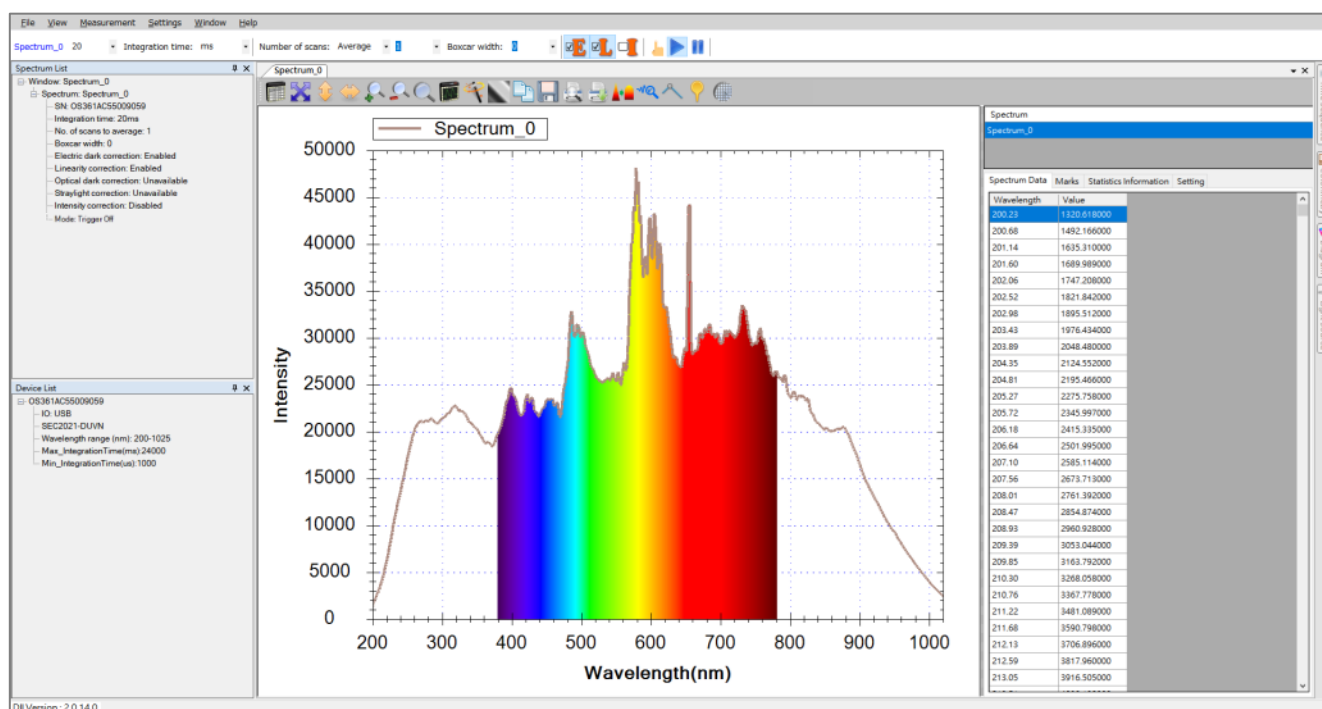 File View Measurement Settings Window Help
Spectrum_0 20 Integration time: ms Number of scans: Average 1 Boxcar width: 0
Spectrum List
Window: Spectrum_0
Spectrum: Spectrum_0
SN: OS361AC55009059
Integration time: 20ms
No. of scans to average: 1
Boxcar width: 0
Electric dark correction: Enabled
Linearity correction: Enabled
Optical dark correction: Unavailable
Straylight correction: Unavailable
Intensity correction: Disabled
Mode: Trigger Off
Device List
OS361AC55009059
IO: USB
SEC2021-DUVN
Wavelength range (nm): 200-1025
Max_IntegrationTime(ms):24000
Min_IntegrationTime(us):1000
Spectrum_0
Spectrum_0
50000
45000
40000
35000
30000
25000
20000
15000
10000
5000
0
Intensity
200 300 400 500 600 700 800 900 1000
Wavelength(nm)
Spectrum
Spectrum_0
Spectrum Data Marks Statistics Information Setting
Wavelength Value
200.23 1320.618000
200.68 1492.166000
201.14 1635.310000
201.60 1689.989000
202.06 1747.208000
202.52 1821.842000
202.98 1895.512000
203.43 1976.434000
203.89 2048.480000
204.35 2124.552000
204.81 2195.466000
205.27 2275.758000
205.72 2345.997000
206.18 2415.335000
206.64 2501.995000
207.10 2585.114000
207.56 2673.713000
208.01 2761.392000
208.47 2854.874000
208.93 2960.928000
209.39 3053.044000
209.85 3163.792000
210.30 3268.058000
210.76 3367.778000
211.22 3481.089000
211.68 3590.798000
212.13 3706.896000
212.59 3817.960000
213.05 3916.505000
Dll Version : 2.0.14.0